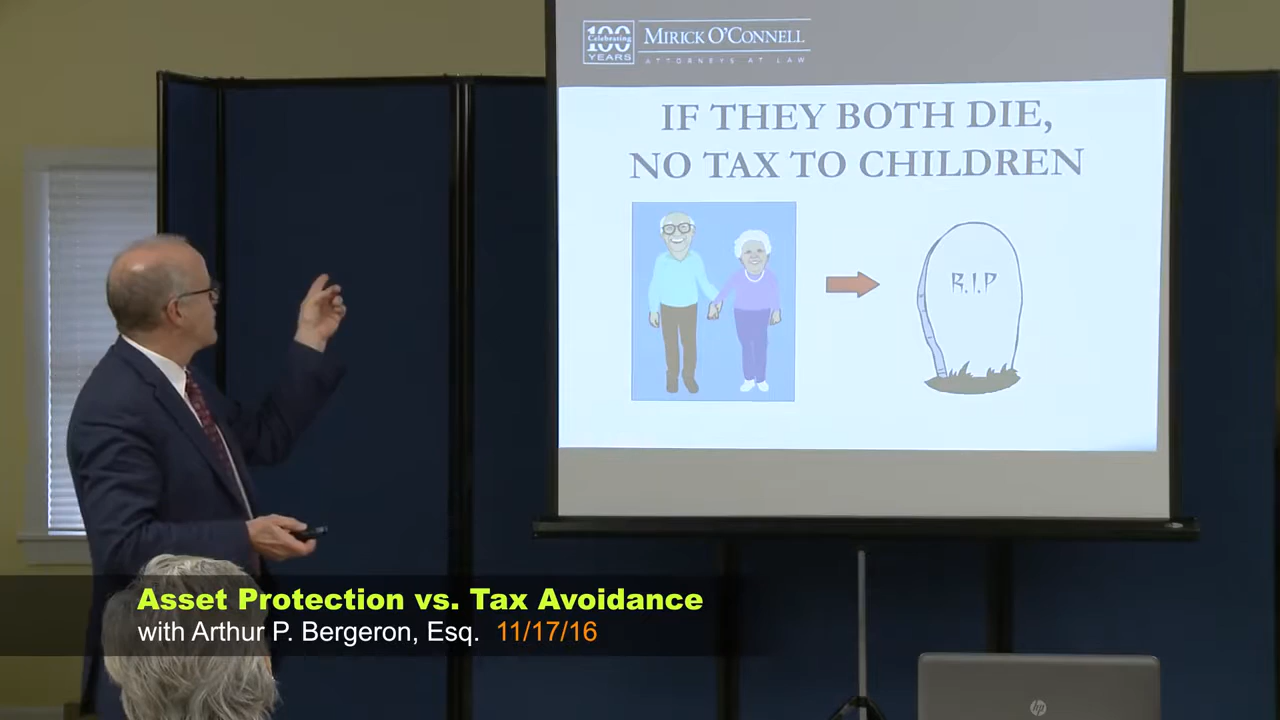 100
Celebrating
YEARS
MIRICK O'CONNELL
ATTORNEYS AT LAW
IF THEY BOTH DIE,
NO TAX TO CHILDREN
R.I.P
Asset Protection vs. Tax Avoidance
with Arthur P. Bergeron, Esq. 11/17/16
hp